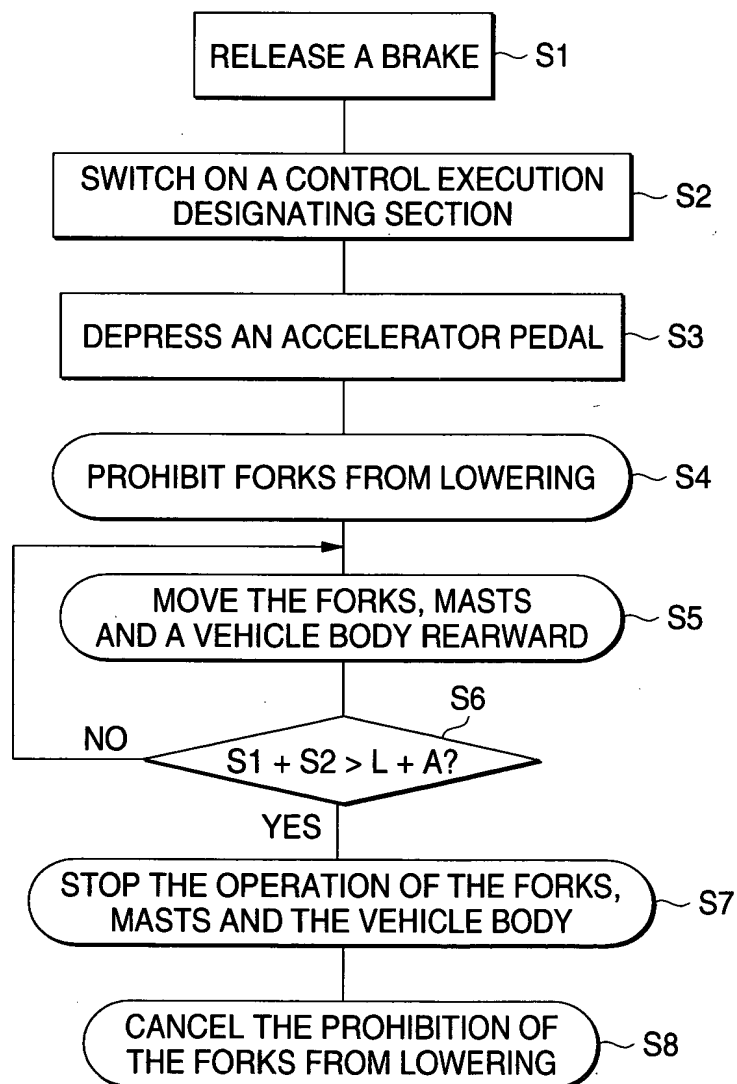 RELEASE A BRAKE
S1
SWITCH ON A CONTROL EXECUTION
DESIGNATING SECTION
S2
DEPRESS AN ACCELERATOR PEDAL
S3
PROHIBIT FORKS FROM LOWERING
S4
MOVE THE FORKS, MASTS
AND A VEHICLE BODY REARWARD
S5
S6
NO
S1 + S2 > L + A?
YES
STOP THE OPERATION OF THE FORKS,
MASTS AND THE VEHICLE BODY
S7
CANCEL THE PROHIBITION OF
THE FORKS FROM LOWERING
S8